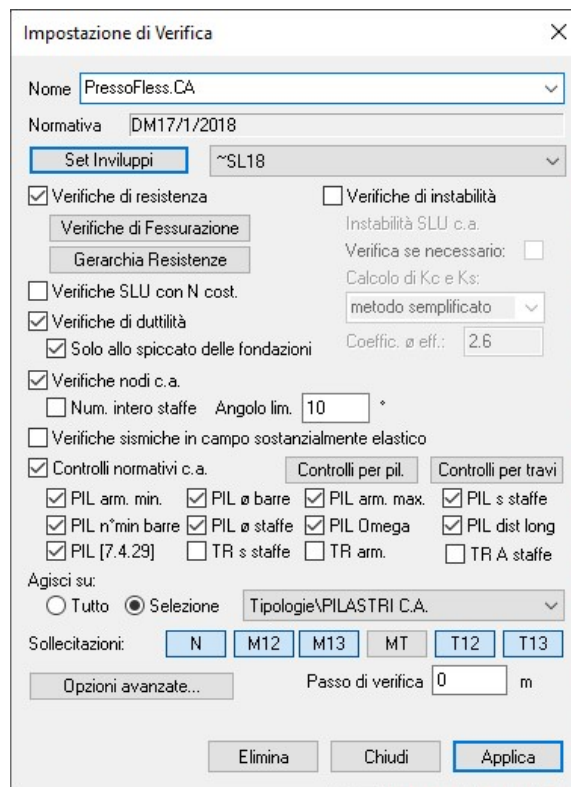 Impostazione di Verifica
Nome PressoFless.CA
Normativa DM17/1/2018
Set Inviluppi ~SL18
Verifiche di resistenza Verifiche di instabilità
Verifiche di Fessurazione Instabilità SLU c.a.
Verifica se necessario:
Gerarchia Resistenze
Calcolo di Kc e Ks:
Verifiche SLU con N cost.
metodo semplificato
Verifiche di duttilità
Solo allo spiccato delle fondazioni Coeffic. ø eff.: 2.6
Verifiche nodi c.a.
Num. intero staffe Angolo lim. 10 °
Verifiche sismiche in campo sostanzialmente elastico
Controlli normativi c.a. Controlli per pil. Controlli per travi
PIL arm. min. PIL ø barre PIL arm. max. PIL s staffe
PIL n°min barre PIL ø staffe PIL Omega PIL dist long
PIL [7.4.29] TR s staffe TR arm. TR A staffe
Agisci su:
Tutto Selezione Tipologie\PILASTRI C.A.
Sollecitazioni: N M12 M13 MT T12 T13
Opzioni avanzate... Passo di verifica 0 m
Elimina Chiudi Applica